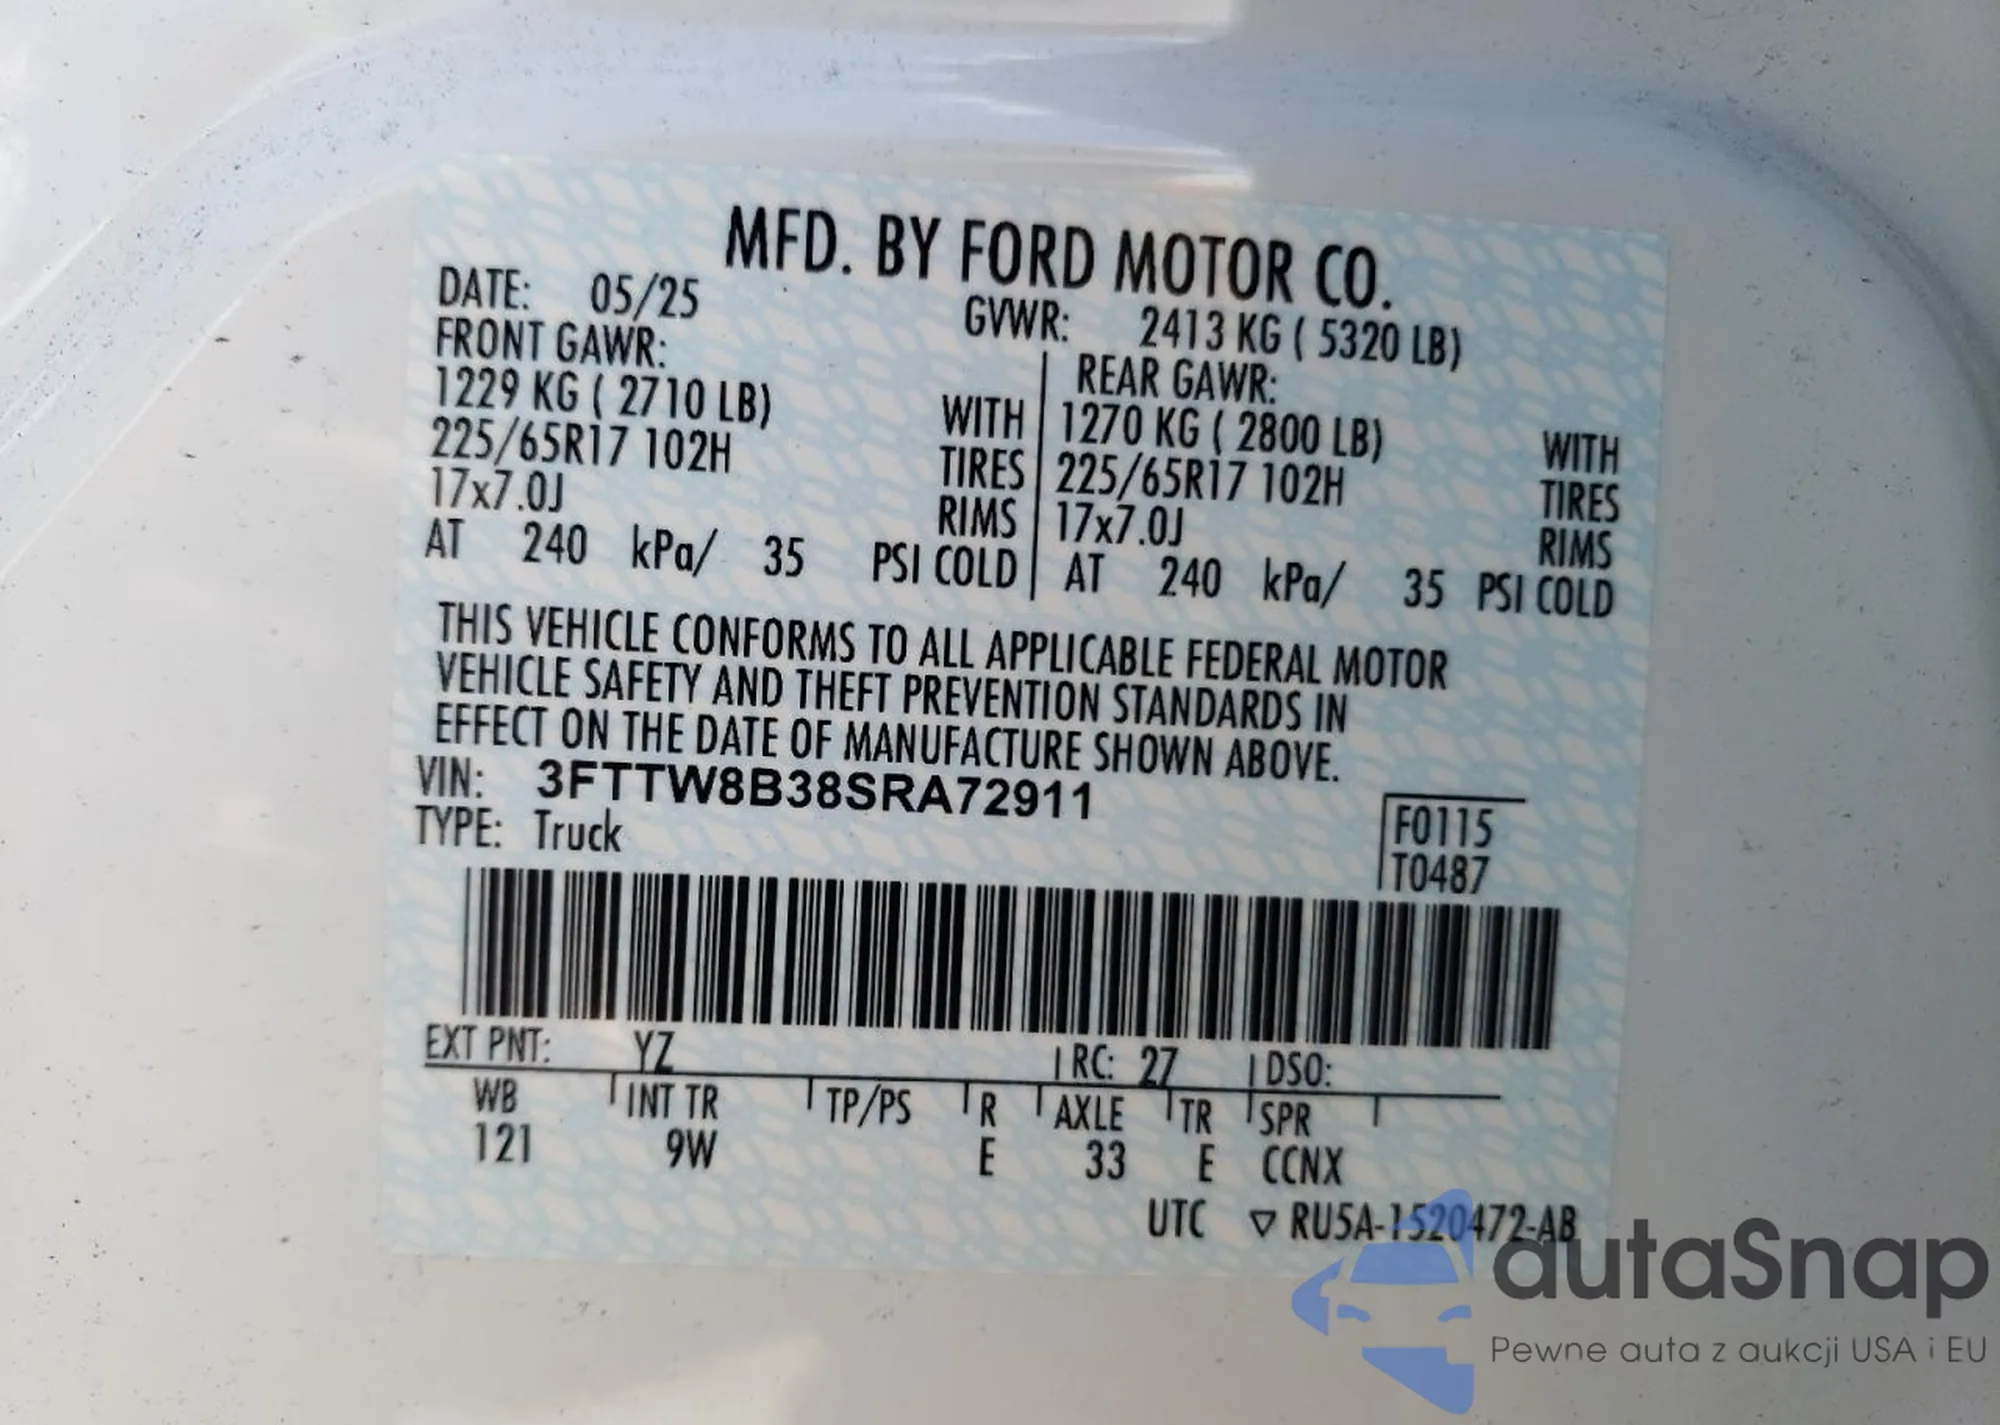 MFD. BY FORD MOTOR CO.
DATE: 05/25 GVWR: 2413 KG ( 5320 LB)
FRONT GAWR: REAR GAWR:
1229 KG ( 2710 LB) WITH 1270 KG ( 2800 LB) WITH
225/65R17 102H TIRES 225/65R17 102H TIRES
17x7.0J RIMS 17x7.0J RIMS
AT 240 kPa/ 35 PSI COLD AT 240 kPa/ 35 PSI COLD
THIS VEHICLE CONFORMS TO ALL APPLICABLE FEDERAL MOTOR
VEHICLE SAFETY AND THEFT PREVENTION STANDARDS IN
EFFECT ON THE DATE OF MANUFACTURE SHOWN ABOVE.
VIN: 3FTTW8B38SRA72911
TYPE: Truck
F0115
T0487
EXT PNT: YZ RC: 27 DSO:
WB INT TR TP/PS R AXLE TR SPR
121 9W E 33 E CCNX
UTC ▽ RU5A-1520472-AB
autaSnap
Pewne auta z aukcji USA i EU